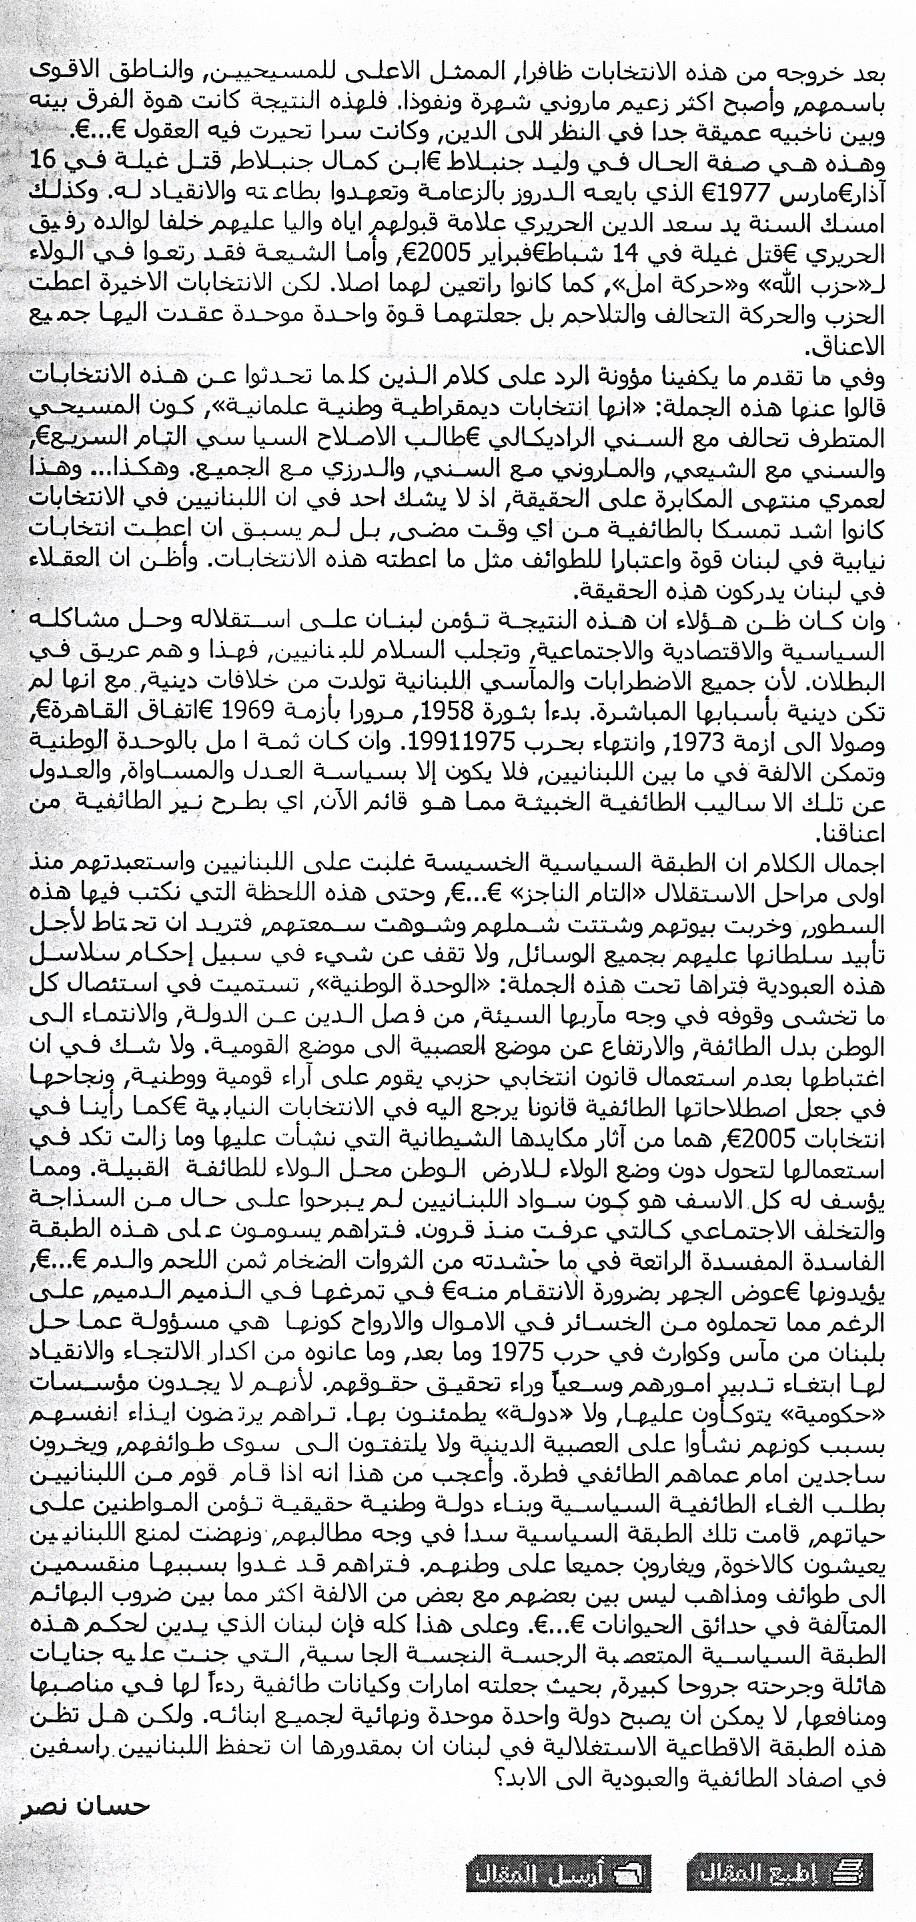 بعد خروجه من هذه الانتخابات ظافرا, الممثل الاعلى للمسيحيين, والناطق الاقوى
باسمهم, وأصبح اكثر زعيم ماروني شهرة ونفوذا. فلهذه النتيجة كانت هوة الفرق بينه
وبين ناخبيه عميقة جدا في النظر الى الدين, وكانت سرا تحيرت فيه العقول €...€.
وهذه هي صفة الحال في وليد جنبلاط €ابن كمال جنبلاط, قتل غيلة في 16
آذار€مارس 1977€ الذي بايعه الدروز بالزعامة وتعهدوا بطاعته والانقياد له. وكذلك
امسك السنة يد سعد الدين الحريري علامة قبولهم اياه واليا عليهم خلفا لوالده رفيق
الحريري €قتل غيلة في 14 شباط€فبراير 2005€, وأما الشيعة فقد رتعوا في الولاء
لـ«حزب الله» و«حركة امل», كما كانوا راتعين لهما اصلا. لكن الانتخابات الاخيرة اعطت
الحزب والحركة التحالف والتلاحم بل جعلتهما قوة واحدة موحدة عقدت اليها جميع
الاعناق.
وفي ما تقدم ما يكفينا مؤونة الرد على كلام الذين كلما تحدثوا عن هذه الانتخابات
قالوا عنها هذه الجملة: «انها انتخابات ديمقراطية وطنية علمانية», كون المسيحي
المتطرف تحالف مع السني الراديكالي €طالب الاصلاح السيا سي التام السريع€,
والسني مع الشيعي, والماروني مع السني, والدرزي مع الجميع. وهكذا... وهذا
لعمري منتهى المكابرة على الحقيقة, اذ لا يشك احد في ان اللبنانيين في الانتخابات
كانوا اشد تمسكا بالطائفية من اي وقت مضى, بل لم يسبق ان اعطت انتخابات
نيابية في لبنان قوة واعتبارا للطوائف مثل ما اعطته هذه الانتخابات. وأظن ان العقلاء
في لبنان يدركون هذه الحقيقة.
وان كان ظن هؤلاء ان هذه النتيجة تؤمن لبنان على استقلاله وحل مشاكله
السياسية والاقتصادية والاجتماعية, وتجلب السلام للبنانيين, فهذا وهم عريق في
البطلان. لأن جميع الاضطرابات والمآسي اللبنانية تولدت من خلافات دينية, مع انها لم
تكن دينية بأسبابها المباشرة. بدءا بثورة 1958, مرورا بأزمة 1969 €اتفاق القاهرة€,
وصولا الى ازمة 1973, وانتهاء بحرب 19911975. وان كان ثمة ا مل بالوحدة الوطنية
وتمكن الالفة في ما بين اللبنانيين, فلا يكون إلا بسياسة العدل والمساواة, والعدول
عن تلك الا ساليب الطائفية الخبيثة مما هو قائم الآن, اي بطرح نير الطائفية من
اعناقنا.
اجمال الكلام ان الطبقة السياسية الخسيسة غلبت على اللبنانيين واستعبدتهم منذ
اولى مراحل الاستقلال «التام الناجز» €...€, وحتى هذه اللحظة التي نكتب فيها هذه
السطور, وخربت بيوتهم وشتتت شملهم وشوهت سمعتهم, فتريد ان تحتاط لأجل
تأبيد سلطانها عليهم بجميع الوسائل, ولا تقف عن شيء في سبيل إحكام سلاسل
هذه العبودية فتراها تحت هذه الجملة: «الوحدة الوطنية», تستميت في استئصال كل
ما تخشى وقوفه في وجه مآربها السيئة, من فصل الدين عن الدولة, والانتماء الى
الوطن بدل الطائفة, والارتفاع عن موضع العصبية الى موضع القومية. ولا شك في ان
اغتباطها بعدم استعمال قانون انتخابي حزبي يقوم على آراء قومية ووطنية, ونجاحها
في جعل اصطلاحاتها الطائفية قانونا يرجع اليه في الانتخابات النيابية €كما رأينا في
انتخابات 2005€, هما من آثار مكايدها الشيطانية التي نشأت عليها وما زالت تكد في
استعمالها لتحول دون وضع الولاء للارض الوطن محل الولاء للطائفة القبيلة. ومما
يؤسف له كل الاسف هو كون سواد اللبنانيين لم يبرحوا على حال من السذاجة
والتخلف الاجتماعي كالتي عرفت منذ قرون. فتراهم يسومون على هذه الطبقة
الفاسدة المفسدة الراتعة في ما حشدته من الثروات الضخام ثمن اللحم والدم €...€,
يؤيدونها €عوض الجهر بضرورة الانتقام منه€ في تمرغها في الذميم الدميم, على
الرغم مما تحملوه من الخسائر في الاموال والارواح كونها هي مسؤولة عما حل
بلبنان من مآس وكوارث في حرب 1975 وما بعد, وما عانوه من اكدار الالتجاء والانقياد
لها ابتغاء تدبير امورهم وسعياً وراء تحقيق حقوقهم. لأنهم لا يجدون مؤسسات
«حكومية» يتوكأون عليها, ولا «دولة» يطمئنون بها. تراهم يرتضون ايذاء انفسهم
بسبب كونهم نشأوا على العصبية الدينية ولا يلتفتون الى سوى طوائفهم, ويخرون
ساجدين امام عماهم الطائفي فطرة. وأعجب من هذا انه اذا قام قوم من اللبنانيين
بطلب الغاء الطائفية السياسية وبناء دولة وطنية حقيقية تؤمن المواطنين على
حياتهم, قامت تلك الطبقة السياسية سدا في وجه مطالبهم, ونهضت لمنع اللبنانيين
يعيشون كالاخوة, ويغارون جميعا على وطنهم. فتراهم قد غدوا بسببها منقسمين
الى طوائف ومذاهب ليس بين بعضهم مع بعض من الالفة اكثر مما بين ضروب البهائم
المتآلفة في حدائق الحيوانات €...€. وعلى هذا كله فإن لبنان الذي يدين لحكم هذه
الطبقة السياسية المتعصبة الرجسة النجسة الجا سية, التي جنت عليه جنايات
هائلة وجرحته جروحا كبيرة, بحيث جعلته امارات وكيانات طائفية ردءاً لها في مناصبها
ومنافعها, لا يمكن ان يصبح دولة واحدة موحدة ونهائية لجميع ابنائه. ولكن هل تظن
هذه الطبقة الاقطاعية الاستغلالية في لبنان ان بمقدورها ان تحفظ اللبنانيين راسفين
في اصفاد الطائفية والعبودية الى الابد؟
حسان نصر
إطبع المقال
أرسل المقال